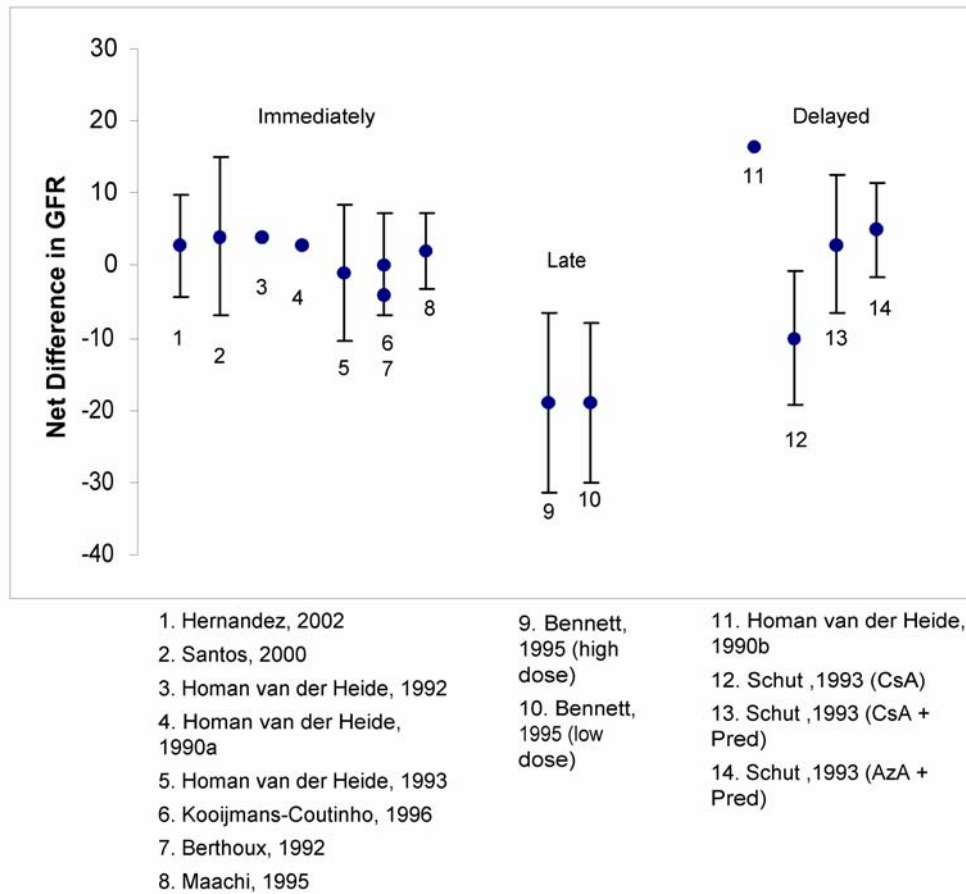 Net Difference in GFR
30
20
10
0
-10
-20
-30
-40
Immediately
Late
Delayed
1
2
3
4
5
6
7
8
9
10
11
12
13
14
1. Hernandez, 2002
2. Santos, 2000
3. Homan van der Heide, 1992
4. Homan van der Heide,
1990a
5. Homan van der Heide, 1993
6. Kooijmans-Coutinho, 1996
7. Berthoux, 1992
8. Maachi, 1995
9. Bennett,
1995 (high
dose)
10. Bennett,
1995 (low
dose)
11. Homan van der Heide,
1990b
12. Schut ,1993 (CsA)
13. Schut ,1993 (CsA +
Pred)
14. Schut ,1993 (AzA +
Pred)